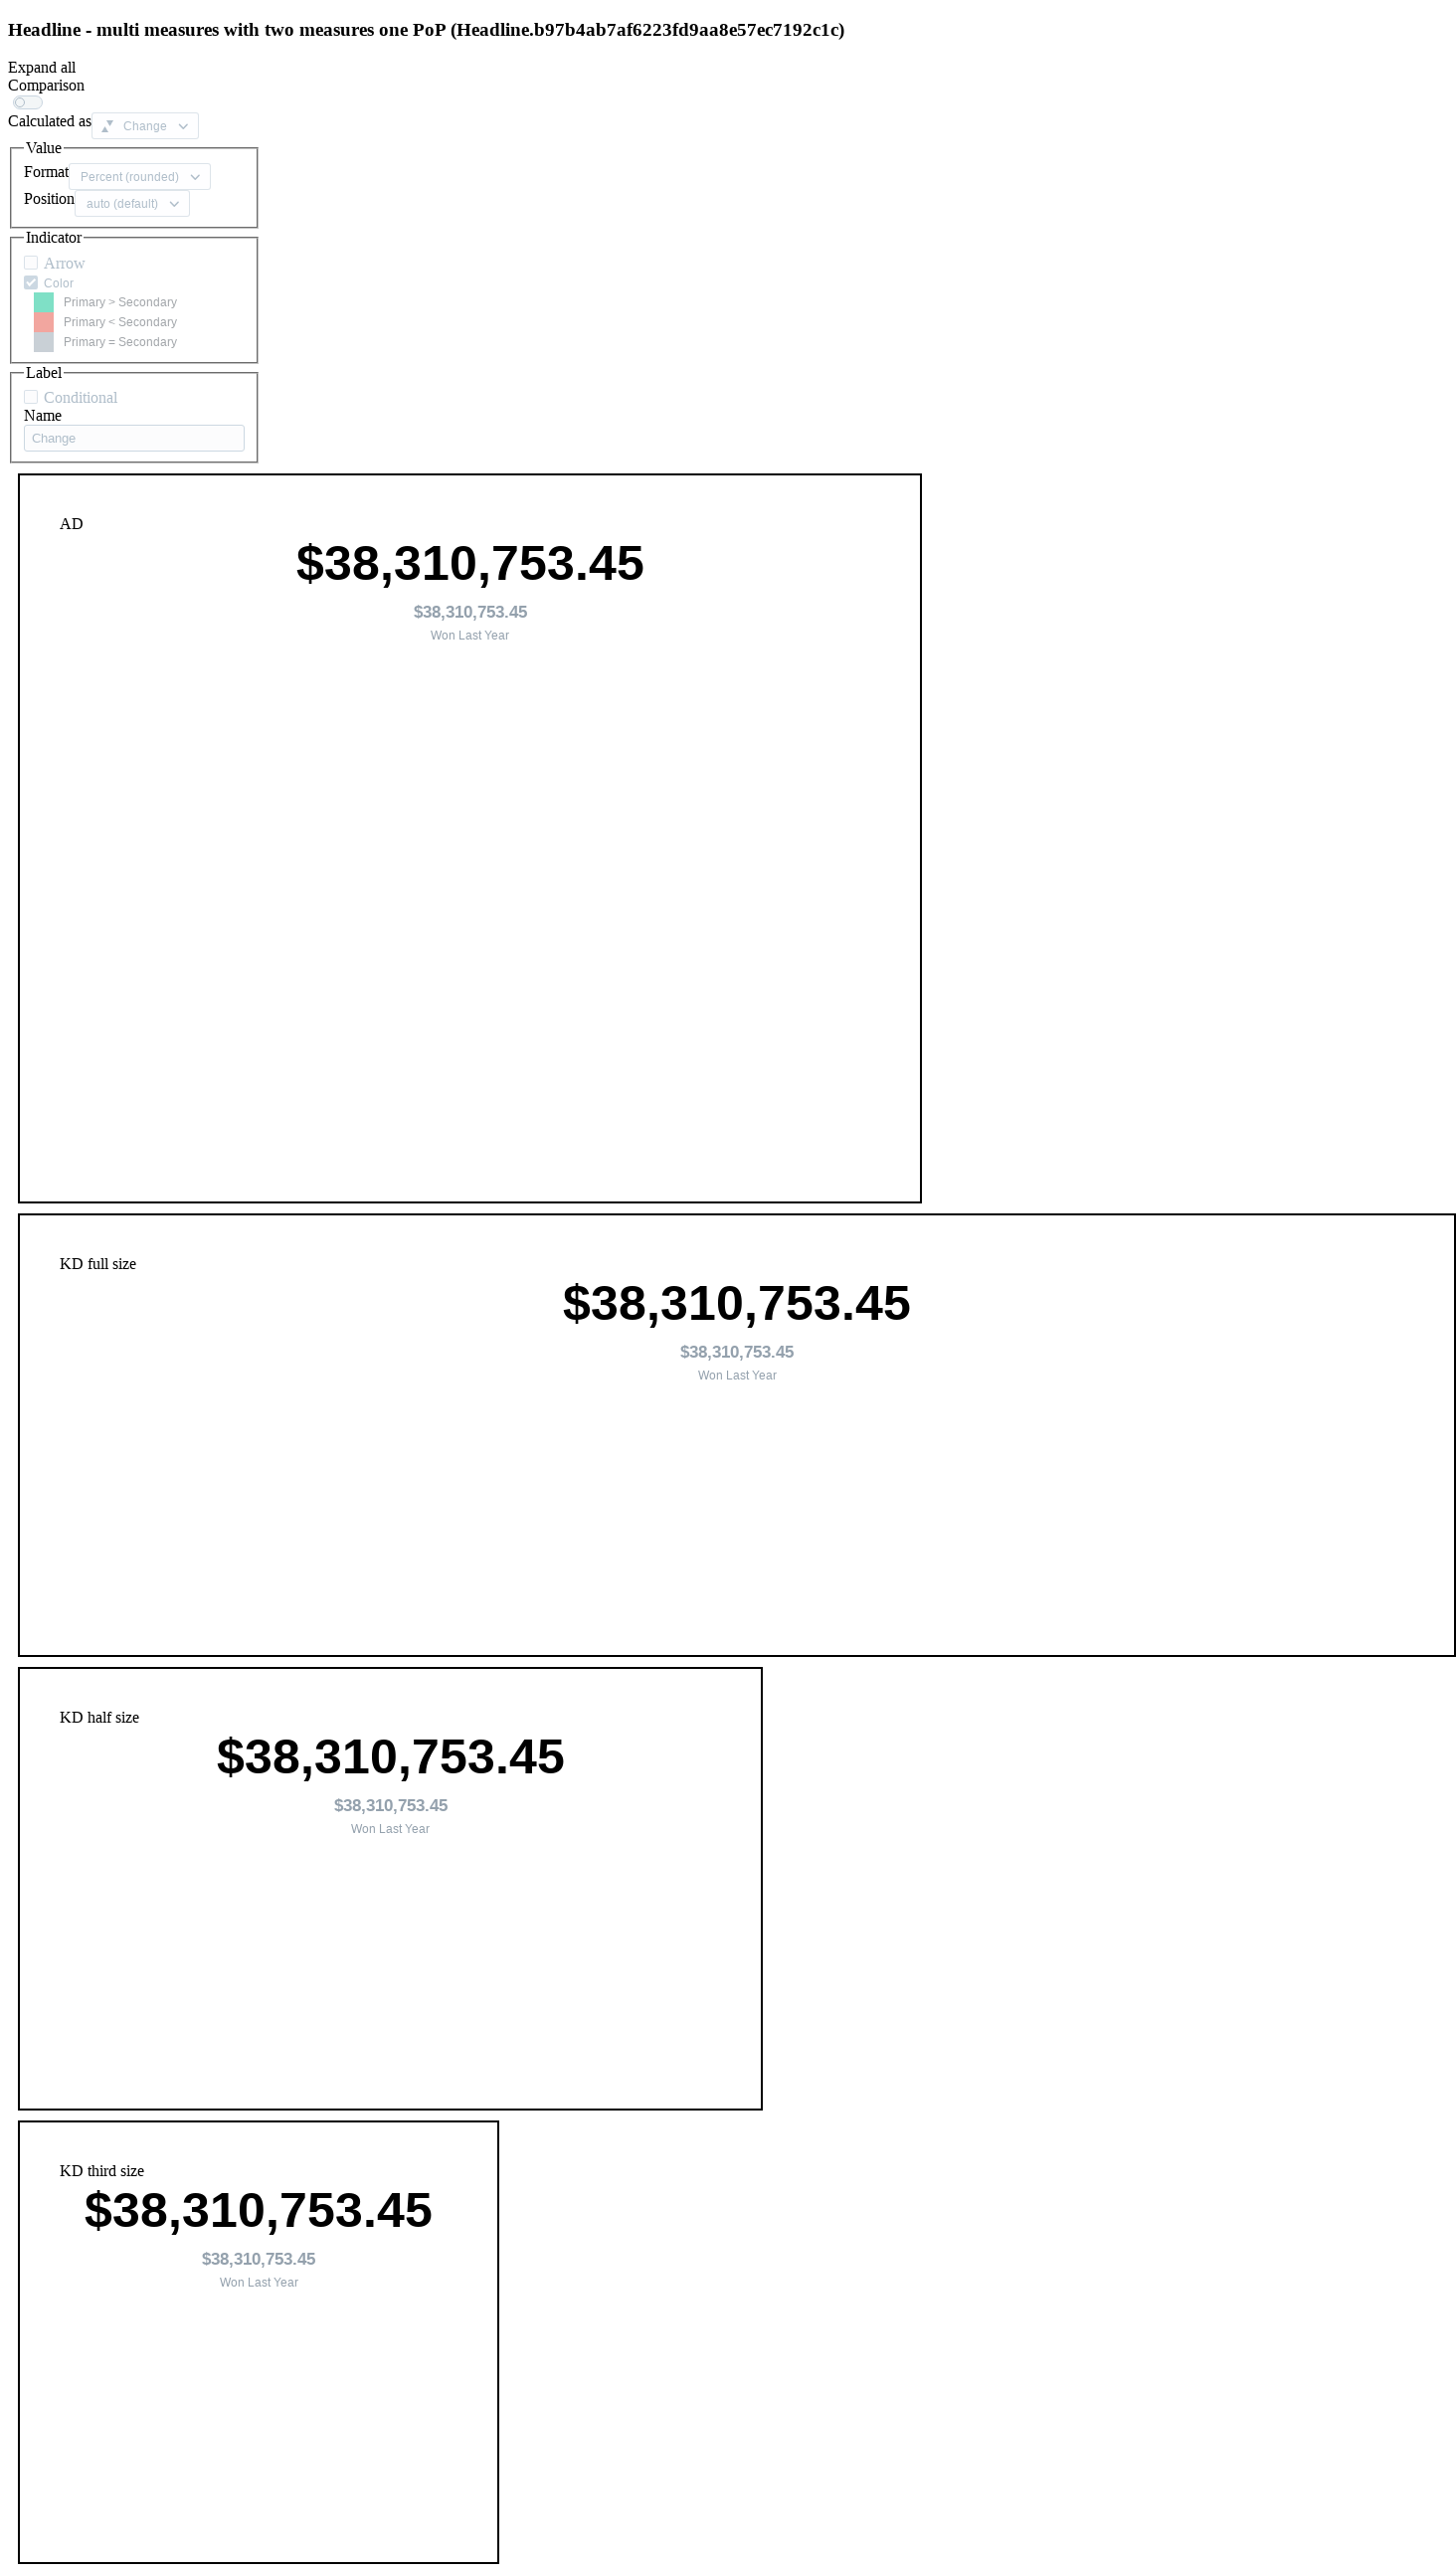 Headline - multi measures with two measures one PoP (Headline.b97b4ab7af6223fd9aa8e57ec7192c1c)
Expand all
Comparison
Calculated as Change
Value
Format Percent (rounded)
Position auto (default)
Indicator
Arrow
Color
Primary > Secondary
Primary < Secondary
Primary = Secondary
Label
Conditional
Name
Change
AD
$38,310,753.45
$38,310,753.45
Won Last Year
KD full size
$38,310,753.45
$38,310,753.45
Won Last Year
KD half size
$38,310,753.45
$38,310,753.45
Won Last Year
KD third size
$38,310,753.45
$38,310,753.45
Won Last Year